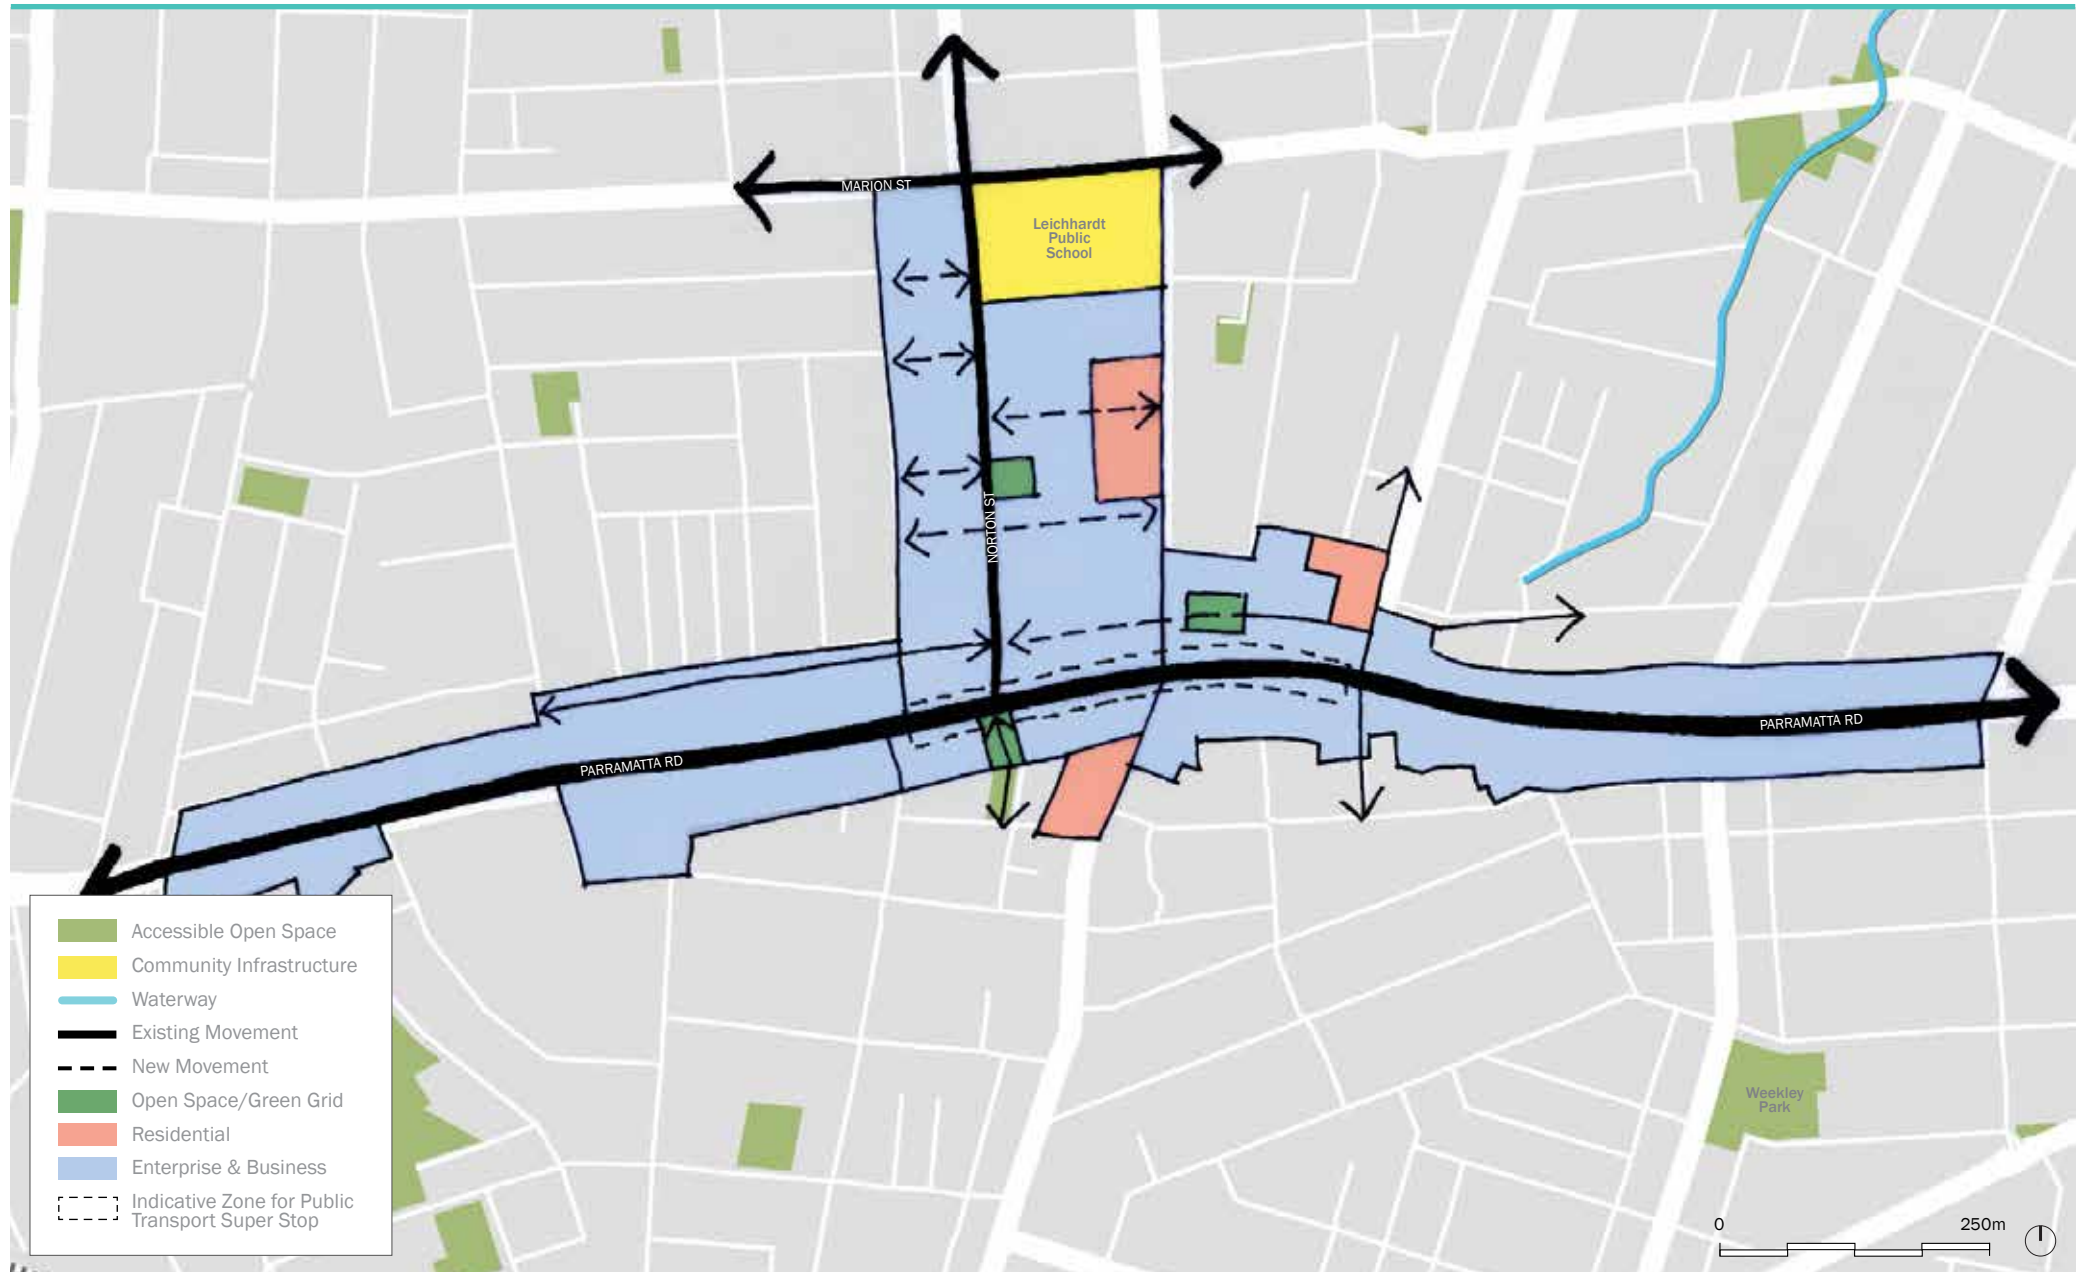 MARION ST
Leichhardt
Public
School
NORTON ST
PARRAMATTA RD
PARRAMATTA RD
Accessible Open Space
Community Infrastructure
Waterway
Existing Movement
New Movement
Open Space/Green Grid
Residential
Enterprise & Business
Indicative Zone for Public
Transport Super Stop
Weekley
Park
0 250m